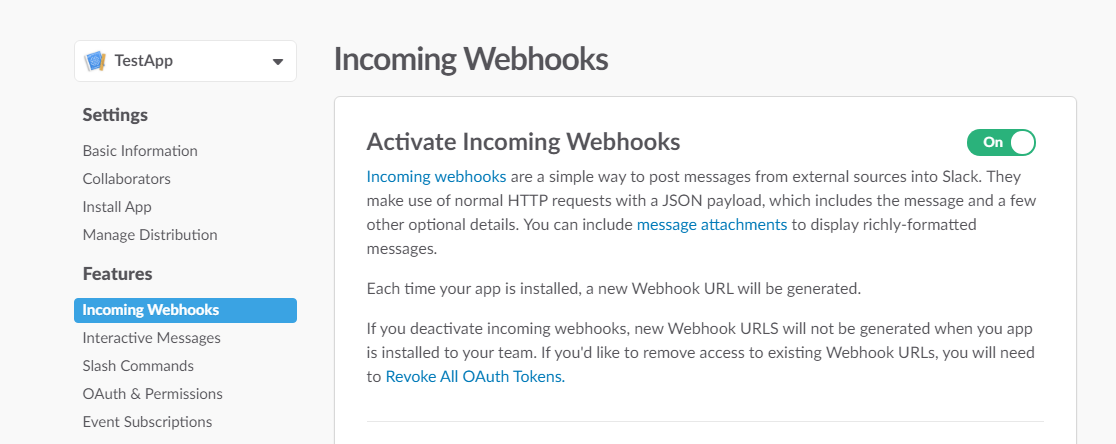 TestApp
Settings
Basic Information
Collaborators
Install App
Manage Distribution
Features
Incoming Webhooks
Interactive Messages
Slash Commands
OAuth & Permissions
Event Subscriptions
Incoming Webhooks
Activate Incoming Webhooks
On
Incoming webhooks are a simple way to post messages from external sources into Slack. They
make use of normal HTTP requests with a JSON payload, which includes the message and a few
other optional details. You can include message attachments to display richly-formatted
messages.
Each time your app is installed, a new Webhook URL will be generated.
If you deactivate incoming webhooks, new Webhook URLS will not be generated when you app
is installed to your team. If you'd like to remove access to existing Webhook URLs, you will need
to Revoke All OAuth Tokens.